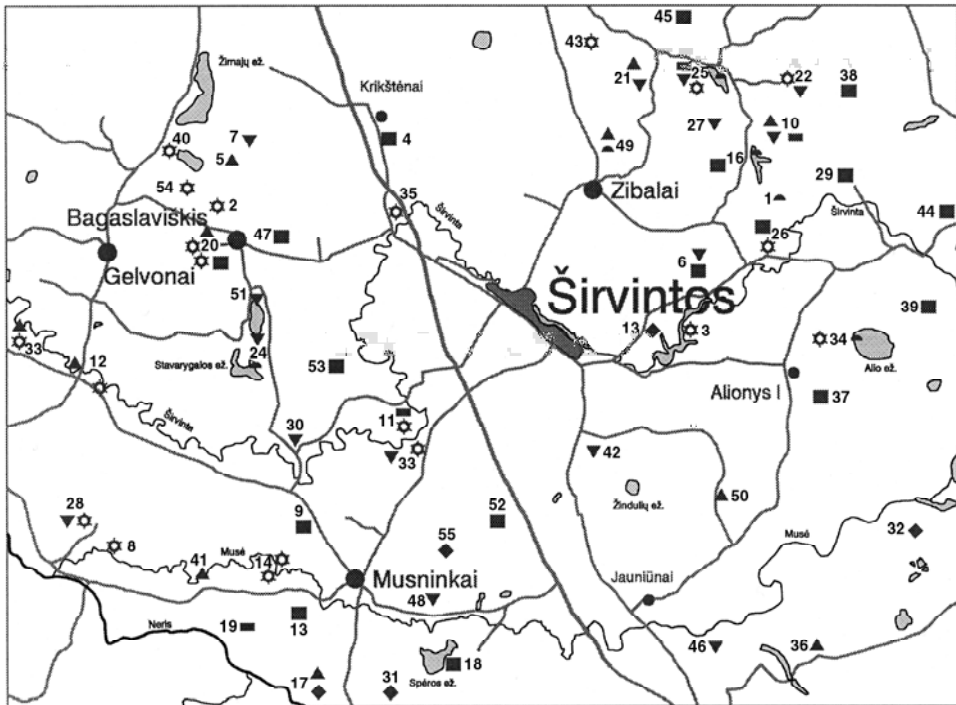 45
43
Žimajų ež.
21
25
22
38
Krikštėnai
7
27
10
40
4
49
5
16
29
54
Zibalai
1
2
35
Širvinta
Širvinta
44
Bagaslaviškis
47
26
20
Gelvonai
6
51
Širvintos
39
13
3
34
33
24
12
Stavarygalos ež.
53
Alio ež.
Alionys I
37
Širvinta
11
30
33
42
50
Žindulių ež.
28
9
52
32
55
Musė
8
Musė
41
14
Musninkai
Jauniūnai
48
13
19
Neris
46
36
18
17
31
Spėros ež.